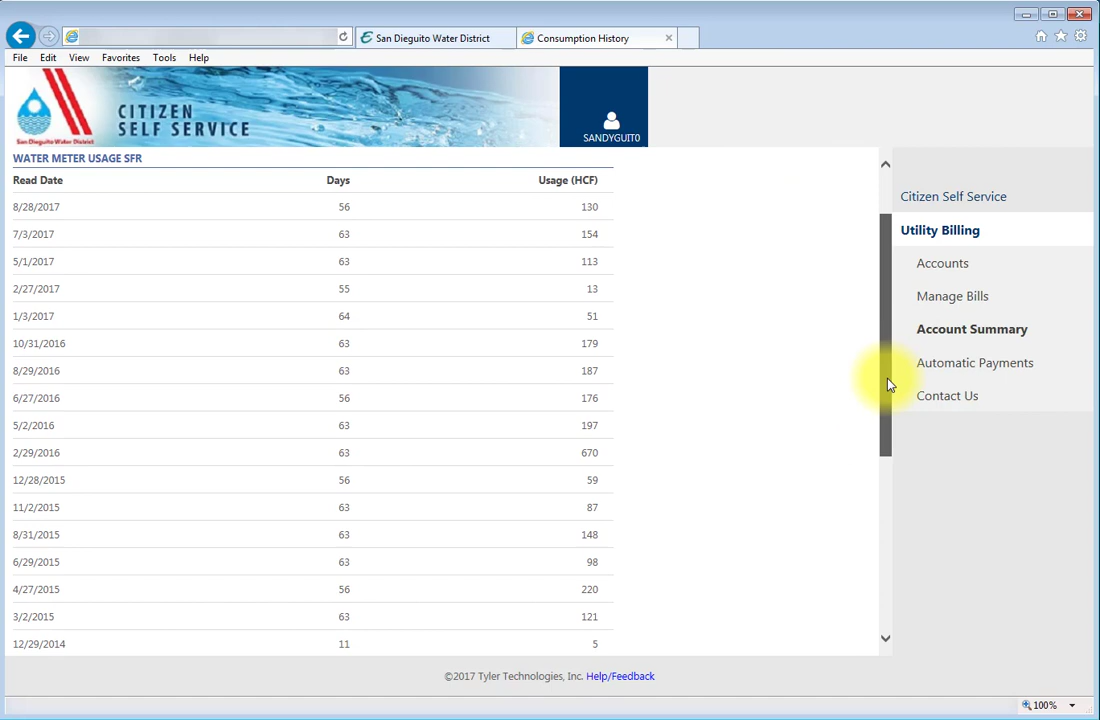 San Dieguito Water District
Consumption History
File Edit View Favorites Tools Help
CITIZEN
SELF SERVICE
San Dieguito Water District
SANDYGUIT0
WATER METER USAGE SFR
Read Date Days Usage (HCF)
8/28/2017 56 130
7/3/2017 63 154
5/1/2017 63 113
2/27/2017 55 13
1/3/2017 64 51
10/31/2016 63 179
8/29/2016 63 187
6/27/2016 56 176
5/2/2016 63 197
2/29/2016 63 670
12/28/2015 56 59
11/2/2015 63 87
8/31/2015 63 148
6/29/2015 63 98
4/27/2015 56 220
3/2/2015 63 121
12/29/2014 11 5
Citizen Self Service
Utility Billing
Accounts
Manage Bills
Account Summary
Automatic Payments
Contact Us
©2017 Tyler Technologies, Inc. Help/Feedback
100%